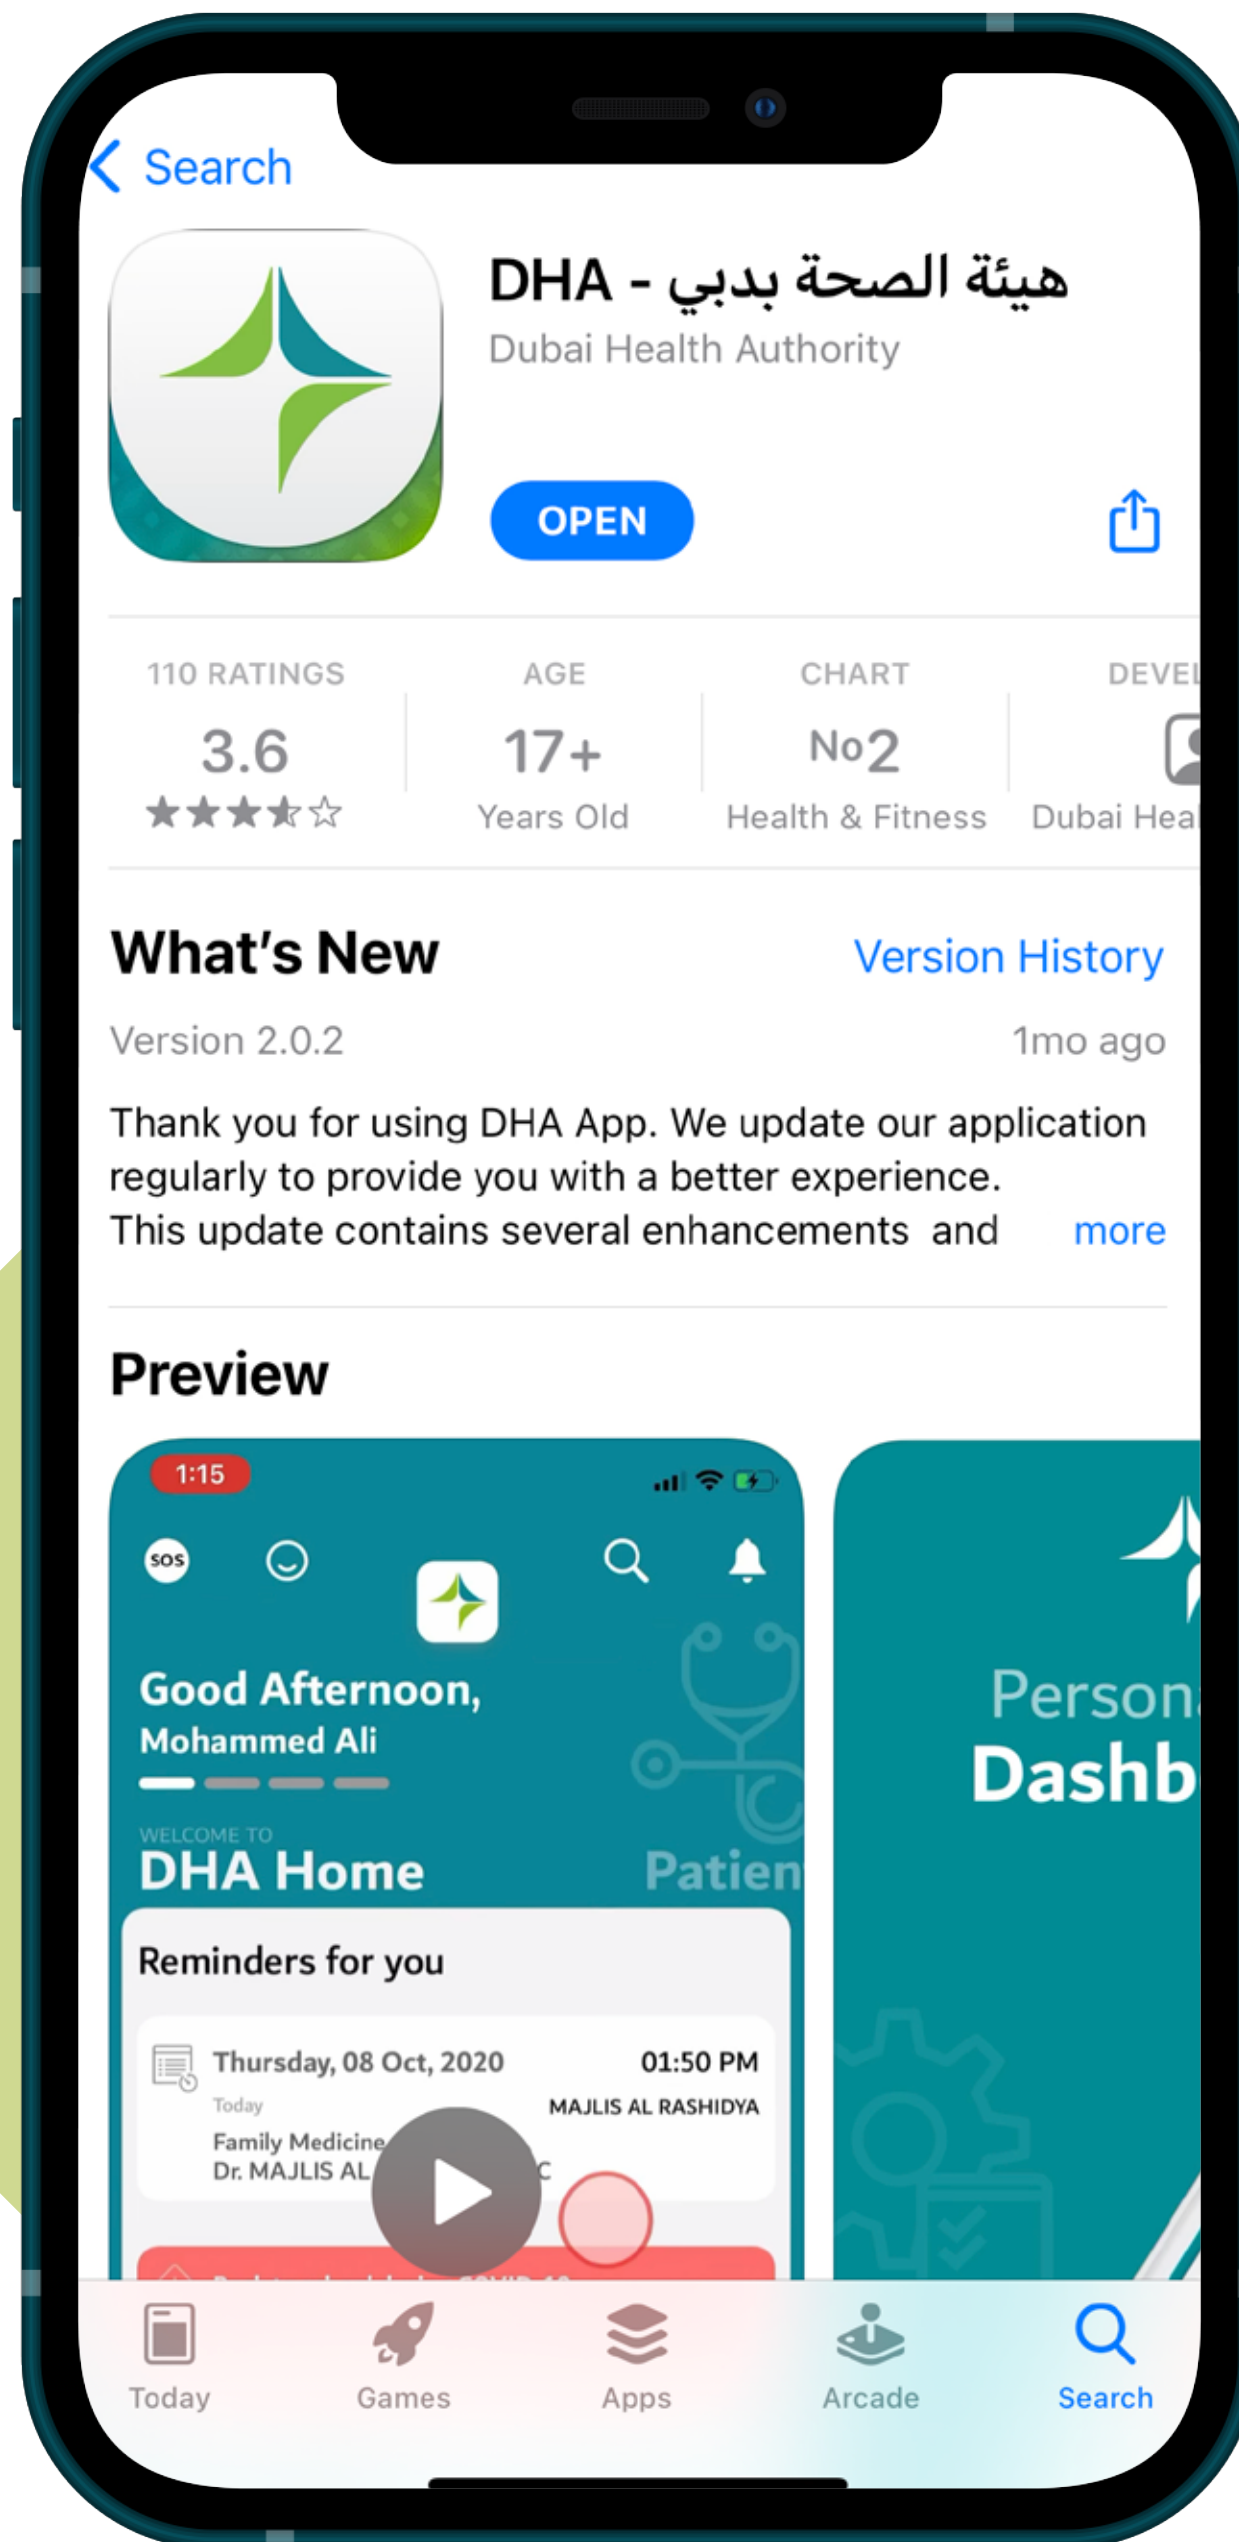 Search
DHA - هيئة الصحة بدبي
Dubai Health Authority
OPEN
110 RATINGS
3.6
AGE
17+
Years Old
CHART
No2
Health & Fitness
DEVEL
Dubai Heal
What's New
Version History
Version 2.0.2
1mo ago
Thank you for using DHA App. We update our application
regularly to provide you with a better experience.
This update contains several enhancements and
more
Preview
1:15
SOS
Good Afternoon,
Mohammed Ali
WELCOME TO
DHA Home
Patien
Reminders for you
Thursday, 08 Oct, 2020
01:50 PM
Today
MAJLIS AL RASHIDYA
Family Medicine
Dr. MAJLIS AL
C
Person
Dashb
Today
Games
Apps
Arcade
Search